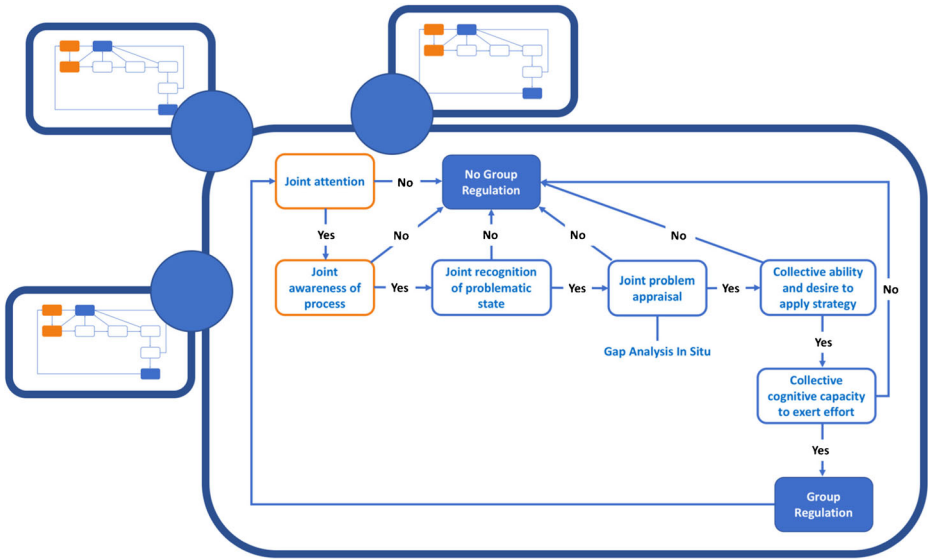 Joint attention
No
No Group
Regulation
Yes
No
No
No
No
Joint
awareness of
process
Yes
Joint recognition
of problematic
state
Yes
Joint problem
appraisal
Yes
Collective ability
and desire to
apply strategy
No
Gap Analysis In Situ
Yes
Collective
cognitive capacity
to exert effort
Yes
Group
Regulation